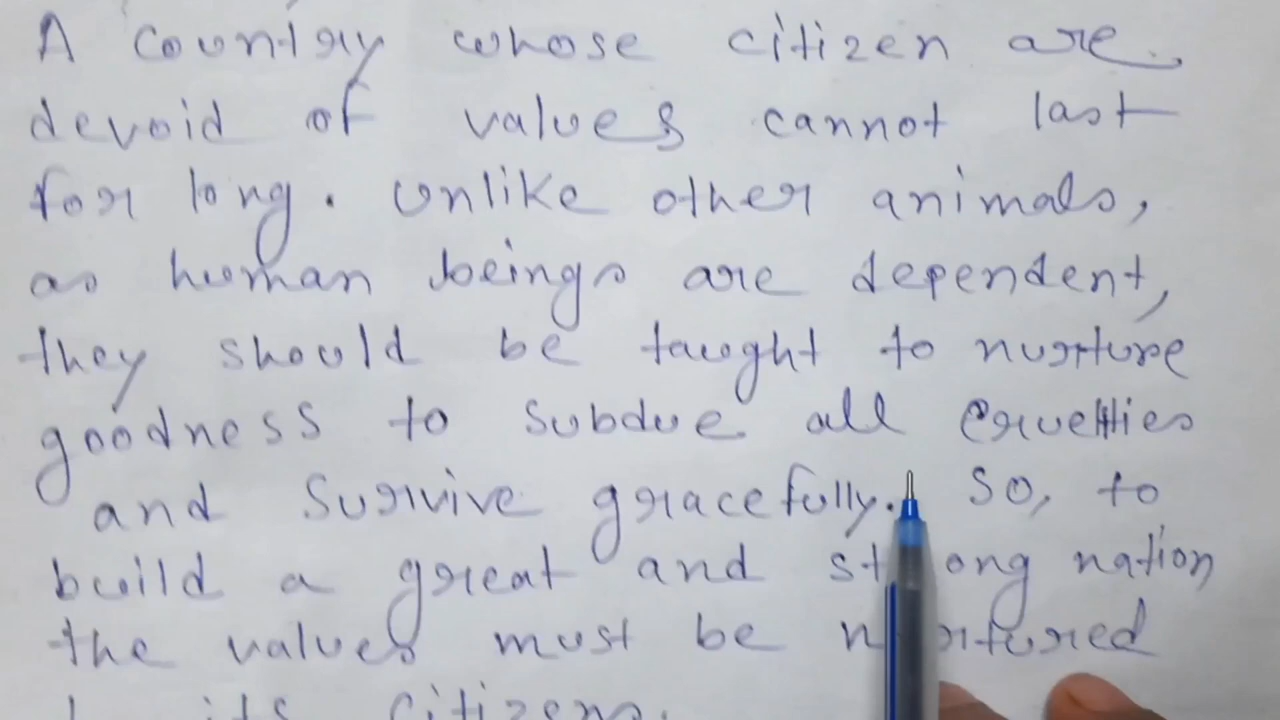 A country whose citizen are
devoid of values cannot last
for long. Unlike other animals,
as human beings are dependent,
they should be taught to nurture
goodness to subdue all cruelties
and survive gracefully. So, to
build a great and strong nation
the values must be nurtured
its citizens.